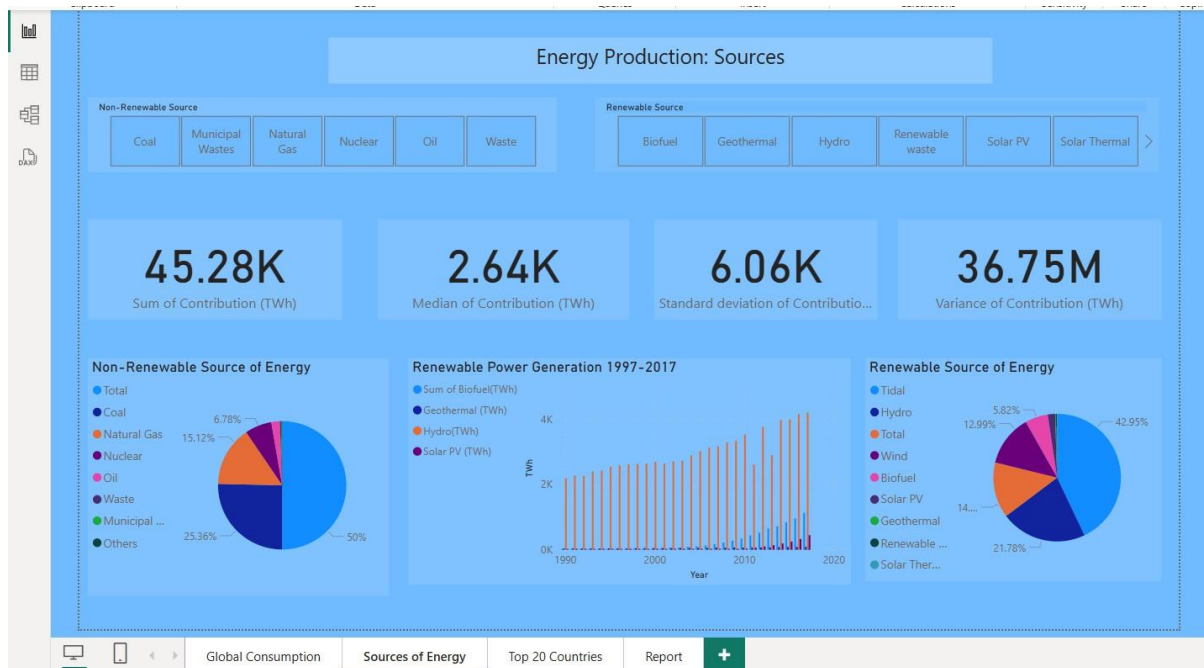 Energy Production: Sources
Non-Renewable Source
Coal
Municipal
Wastes
Natural
Gas
Nuclear
Oil
Waste
Renewable Source
Biofuel
Geothermal
Hydro
Renewable
waste
Solar PV
Solar Thermal
45.28K
Sum of Contribution (TWh)
2.64K
Median of Contribution (TWh)
6.06K
Standard deviation of Contributio...
36.75M
Variance of Contribution (TWh)
Non-Renewable Source of Energy
Total
Coal
Natural Gas
Nuclear
Oil
Waste
Municipal ...
Others
6.78%
15.12%
25.36%
50%
Renewable Power Generation 1997-2017
Sum of Biofuel(TWh)
Geothermal (TWh)
Hydro(TWh)
Solar PV (TWh)
TWh
4K
2K
0K
1990
2000
2010
2020
Year
Renewable Source of Energy
Tidal
Hydro
Total
Wind
Biofuel
Solar PV
Geothermal
Renewable ...
Solar Ther...
5.82%
12.99%
42.95%
14....
21.78%
DAX
Global Consumption
Sources of Energy
Top 20 Countries
Report